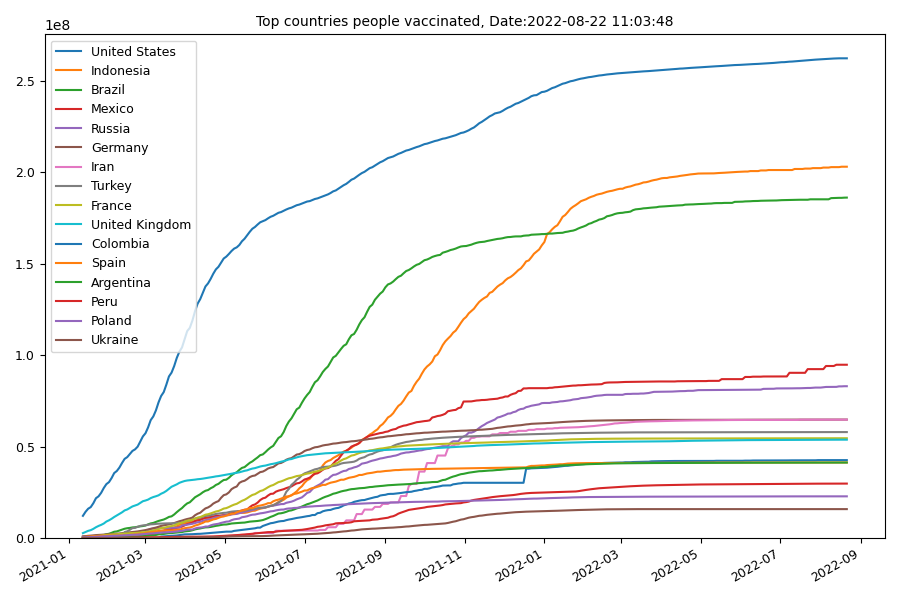 Top countries people vaccinated, Date:2022-08-22 11:03:48
1e8
United States
Indonesia
Brazil
Mexico
Russia
Germany
Iran
Turkey
France
United Kingdom
Colombia
Spain
Argentina
Peru
Poland
Ukraine
2.5
2.0
1.5
1.0
0.5
0.0
2021-01
2021-03
2021-05
2021-07
2021-09
2021-11
2022-01
2022-03
2022-05
2022-07
2022-09